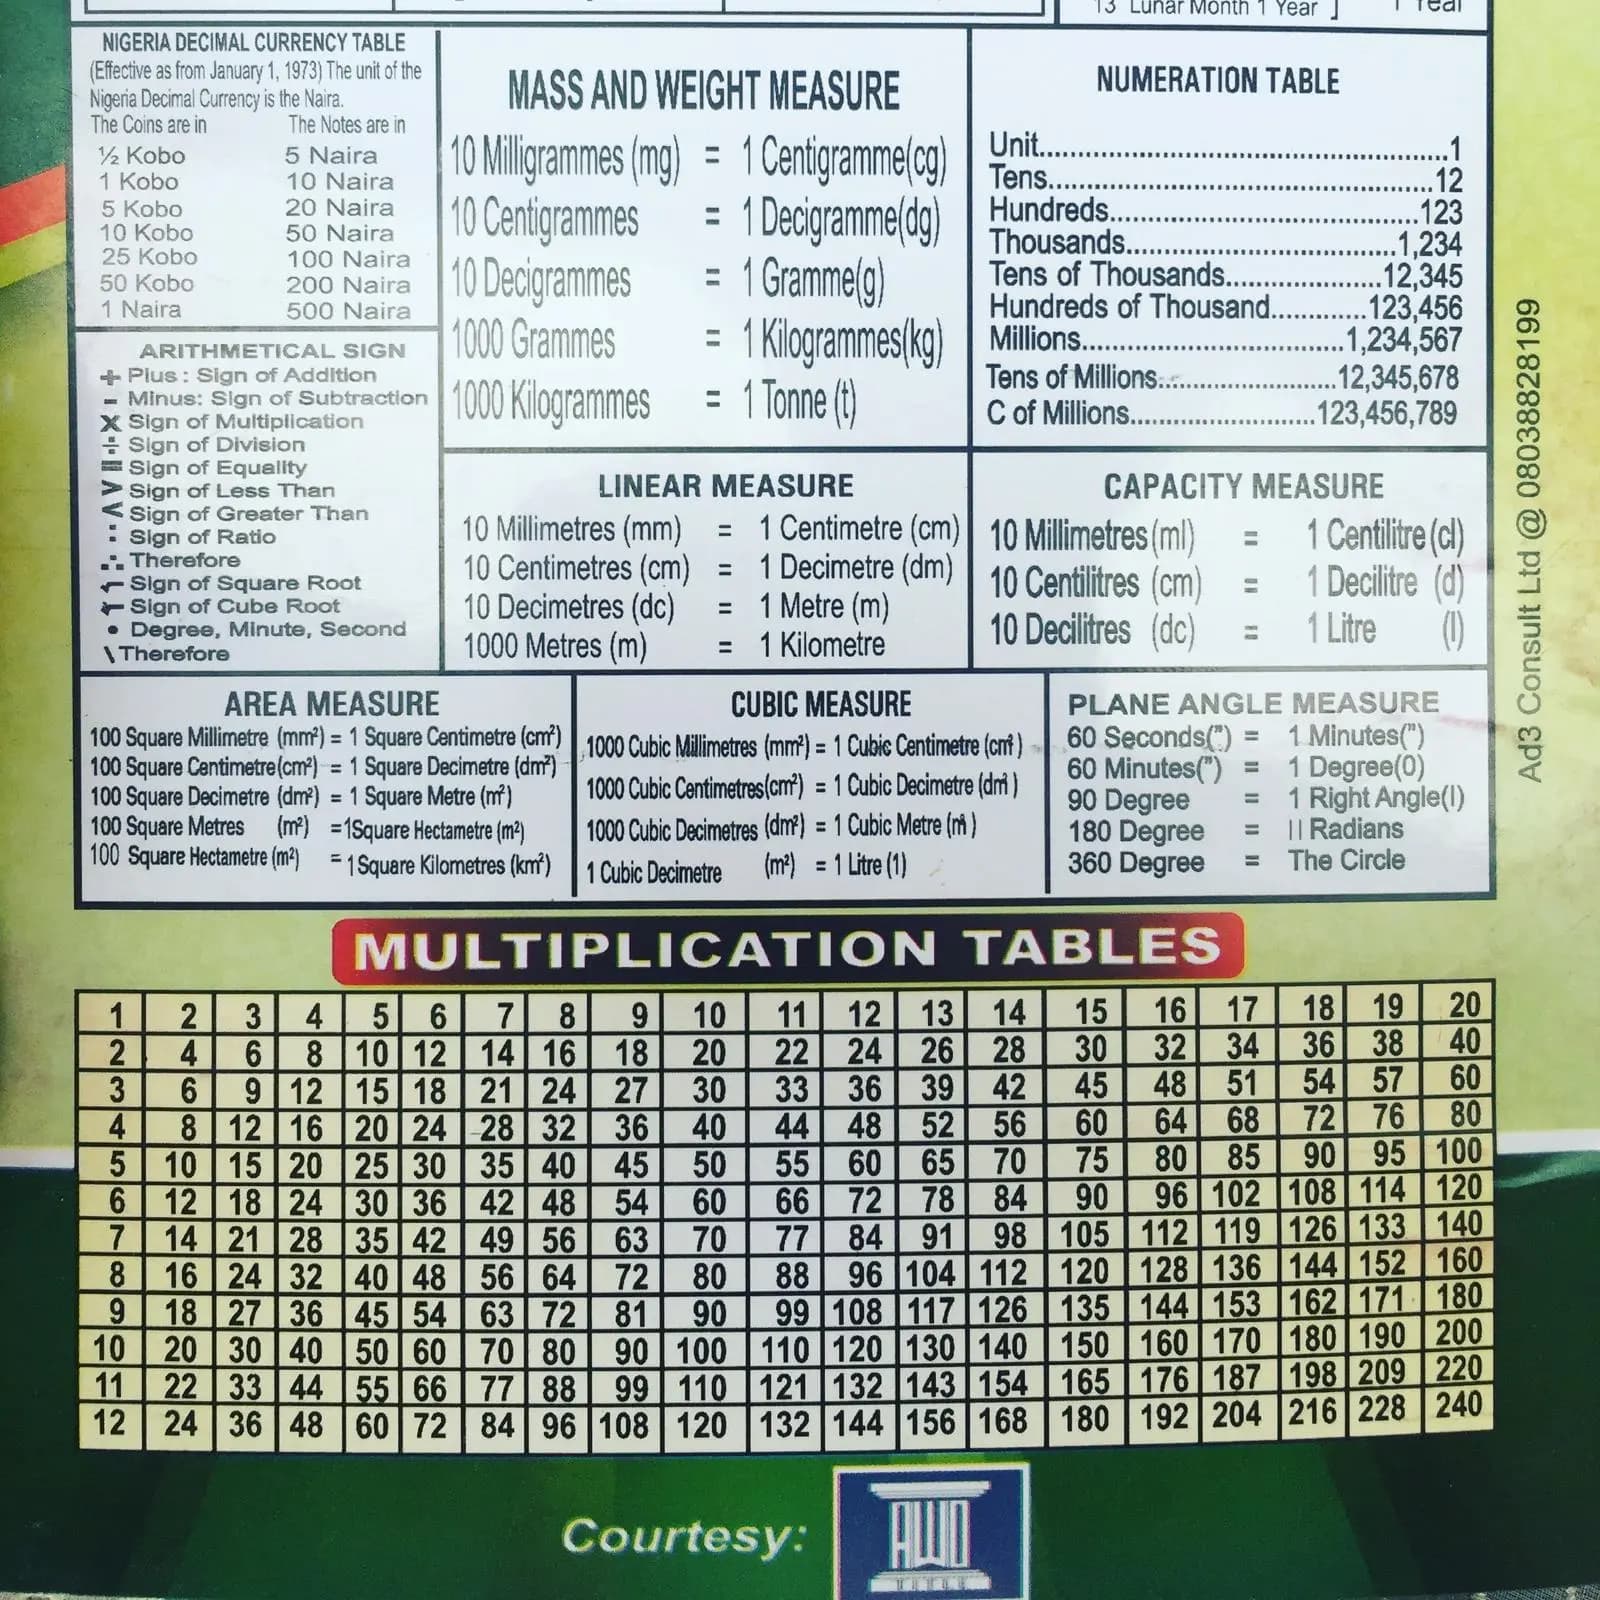 13 Lunar Month 1 Year ] 1 Year
NIGERIA DECIMAL CURRENCY TABLE
(Effective as from January 1, 1973) The unit of the
Nigeria Decimal Currency is the Naira.
The Coins are in The Notes are in
½ Kobo 5 Naira
1 Kobo 10 Naira
5 Kobo 20 Naira
10 Kobo 50 Naira
25 Kobo 100 Naira
50 Kobo 200 Naira
1 Naira 500 Naira
ARITHMETICAL SIGN
+ Plus : Sign of Addition
- Minus: Sign of Subtraction
X Sign of Multiplication
÷ Sign of Division
= Sign of Equality
> Sign of Less Than
< Sign of Greater Than
: Sign of Ratio
∴ Therefore
Sign of Square Root
Sign of Cube Root
• Degree, Minute, Second
\ Therefore
MASS AND WEIGHT MEASURE
10 Milligrammes (mg) = 1 Centigramme(cg)
10 Centigrammes = 1 Decigramme(dg)
10 Decigrammes = 1 Gramme(g)
1000 Grammes = 1 Kilogrammes(kg)
1000 Kilogrammes = 1 Tonne (t)
NUMERATION TABLE
Unit.....1
Tens.....12
Hundreds.....123
Thousands.....1,234
Tens of Thousands.....12,345
Hundreds of Thousand.....123,456
Millions.....1,234,567
Tens of Millions.....12,345,678
C of Millions.....123,456,789
LINEAR MEASURE
10 Millimetres (mm) = 1 Centimetre (cm)
10 Centimetres (cm) = 1 Decimetre (dm)
10 Decimetres (dc) = 1 Metre (m)
1000 Metres (m) = 1 Kilometre
CAPACITY MEASURE
10 Millimetres (ml) = 1 Centilitre (cl)
10 Centilitres (cm) = 1 Decilitre (d)
10 Decilitres (dc) = 1 Litre (l)
AREA MEASURE
100 Square Millimetre (mm²) = 1 Square Centimetre (cm²)
100 Square Centimetre (cm²) = 1 Square Decimetre (dm²)
100 Square Decimetre (dm²) = 1 Square Metre (m²)
100 Square Metres (m²) =1Square Hectametre (m²)
100 Square Hectametre (m²) = 1 Square Kilometres (km²)
CUBIC MEASURE
1000 Cubic Millimetres (mm²) = 1 Cubic Centimetre (cm³)
1000 Cubic Centimetres(cm²) = 1 Cubic Decimetre (dm³)
1000 Cubic Decimetres (dm²) = 1 Cubic Metre (m³)
1 Cubic Decimetre (m²) = 1 Litre (1)
PLANE ANGLE MEASURE
60 Seconds(") = 1 Minutes(")
60 Minutes(") = 1 Degree(0)
90 Degree = 1 Right Angle(l)
180 Degree = || Radians
360 Degree = The Circle
Ad3 Consult Ltd @ 08038828199
MULTIPLICATION TABLES
1 2 3 4 5 6 7 8 9 10 11 12 13 14 15 16 17 18 19 20
2 4 6 8 10 12 14 16 18 20 22 24 26 28 30 32 34 36 38 40
3 6 9 12 15 18 21 24 27 30 33 36 39 42 45 48 51 54 57 60
4 8 12 16 20 24 28 32 36 40 44 48 52 56 60 64 68 72 76 80
5 10 15 20 25 30 35 40 45 50 55 60 65 70 75 80 85 90 95 100
6 12 18 24 30 36 42 48 54 60 66 72 78 84 90 96 102 108 114 120
7 14 21 28 35 42 49 56 63 70 77 84 91 98 105 112 119 126 133 140
8 16 24 32 40 48 56 64 72 80 88 96 104 112 120 128 136 144 152 160
9 18 27 36 45 54 63 72 81 90 99 108 117 126 135 144 153 162 171 180
10 20 30 40 50 60 70 80 90 100 110 120 130 140 150 160 170 180 190 200
11 22 33 44 55 66 77 88 99 110 121 132 143 154 165 176 187 198 209 220
12 24 36 48 60 72 84 96 108 120 132 144 156 168 180 192 204 216 228 240
Courtesy:
AWO